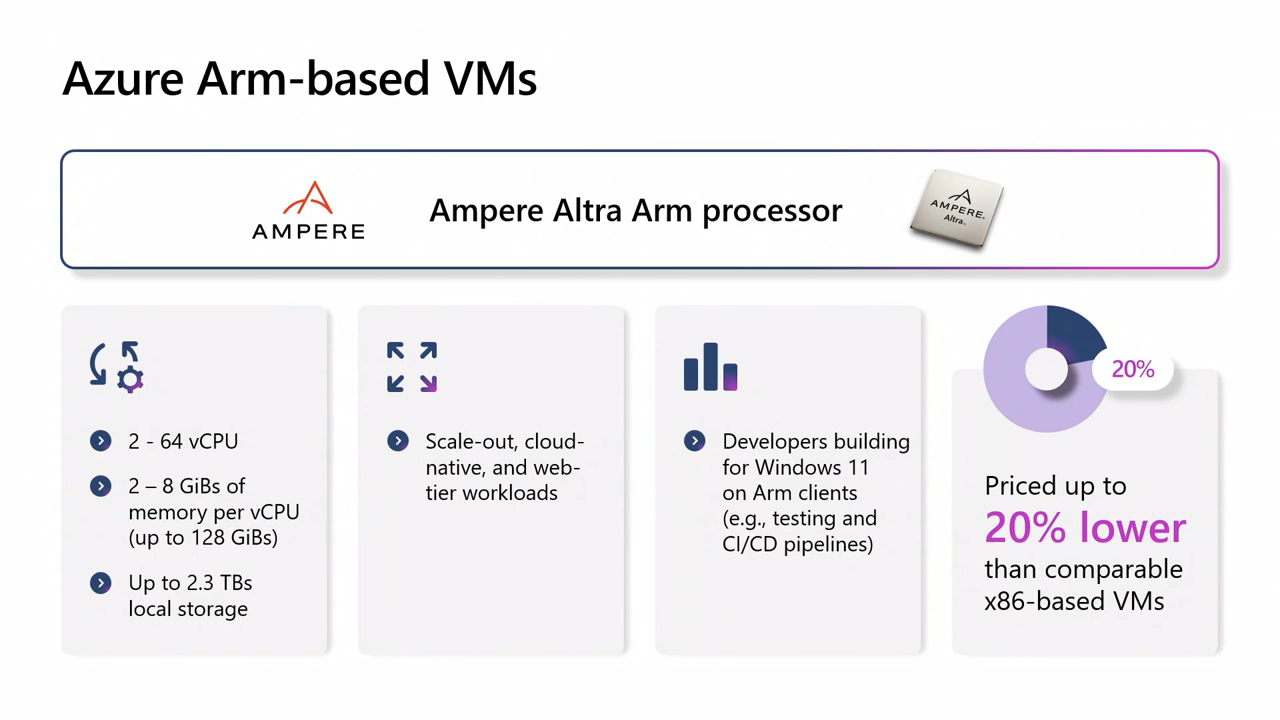 Azure Arm-based VMs
AMPERE
Ampere Altra Arm processor
AMPERE®
Altra™
2 - 64 vCPU
2 – 8 GiBs of
memory per vCPU
(up to 128 GiBs)
Up to 2.3 TBs
local storage
Scale-out, cloud-
native, and web-
tier workloads
Developers building
for Windows 11
on Arm clients
(e.g., testing and
CI/CD pipelines)
20%
Priced up to
20% lower
than comparable
x86-based VMs